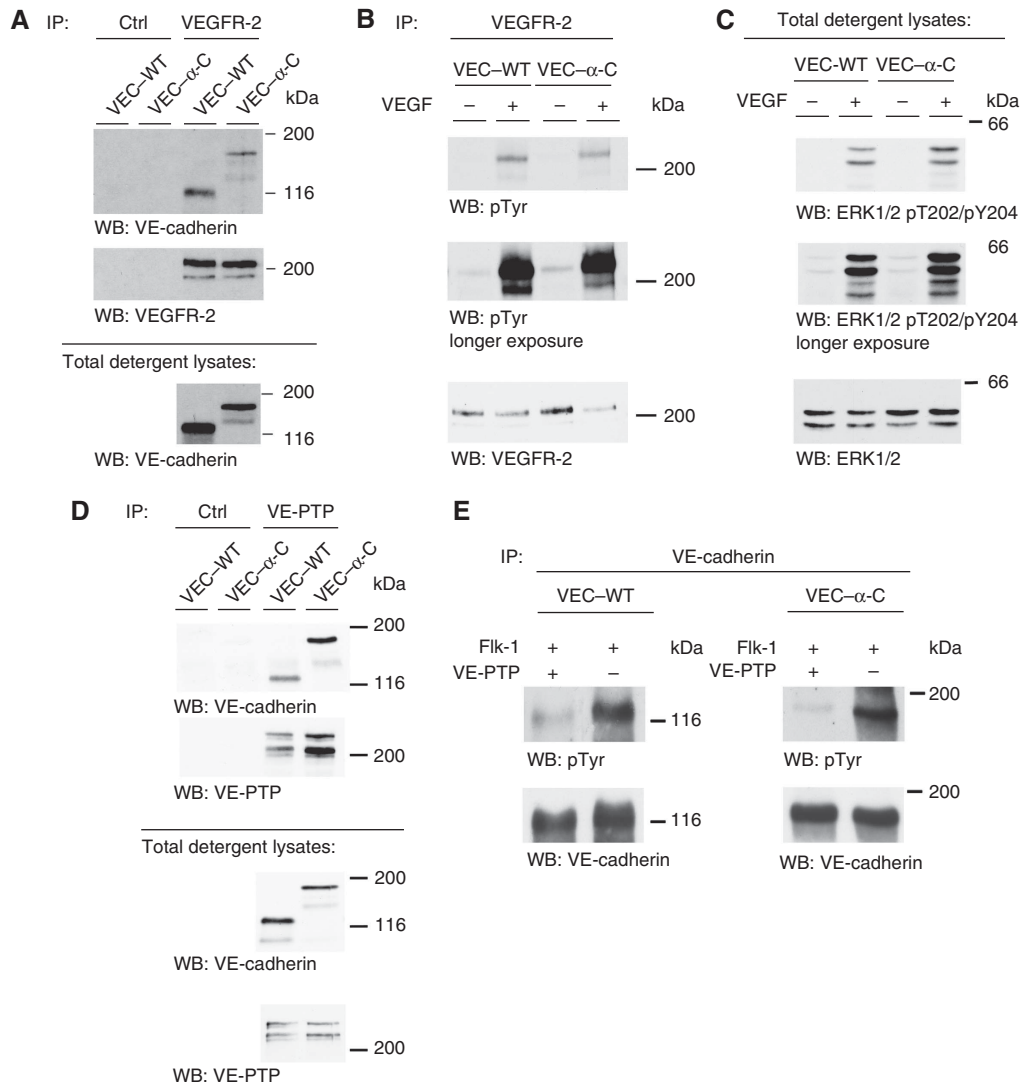 A IP: Ctrl VEGFR-2
VEC–WT VEC–α-C VEC–WT VEC–α-C kDa
200
116
WB: VE-cadherin
200
WB: VEGFR-2
Total detergent lysates:
200
116
WB: VE-cadherin
B IP: VEGFR-2
VEC–WT VEC–α-C
VEGF – + – + kDa
200
WB: pTyr
200
WB: pTyr
longer exposure
200
WB: VEGFR-2
C Total detergent lysates:
VEC-WT VEC–α-C
VEGF – + – + kDa
66
WB: ERK1/2 pT202/pY204
66
WB: ERK1/2 pT202/pY204
longer exposure
66
WB: ERK1/2
D IP: Ctrl VE-PTP
VEC–WT VEC–α-C VEC–WT VEC–α-C kDa
200
116
WB: VE-cadherin
200
WB: VE-PTP
Total detergent lysates:
200
116
WB: VE-cadherin
200
WB: VE-PTP
E
IP: VE-cadherin
VEC–WT VEC–α-C
Flk-1 + + kDa Flk-1 + + kDa
VE-PTP + – VE-PTP + –
116 200
WB: pTyr WB: pTyr
116 200
WB: VE-cadherin WB: VE-cadherin